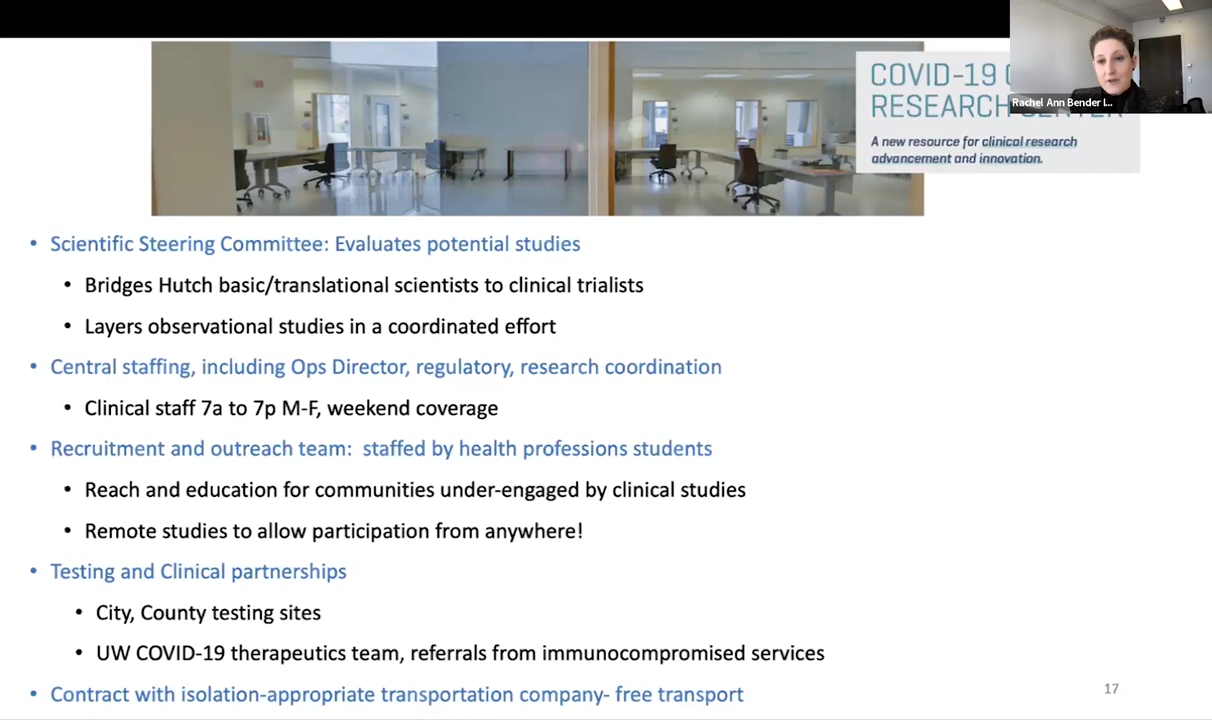 COVID-19 C
RESEARCH CENTER
Rachel Ann Bender I...
A new resource for clinical research
advancement and innovation.
• Scientific Steering Committee: Evaluates potential studies
• Bridges Hutch basic/translational scientists to clinical trialists
• Layers observational studies in a coordinated effort
• Central staffing, including Ops Director, regulatory, research coordination
• Clinical staff 7a to 7p M-F, weekend coverage
• Recruitment and outreach team:  staffed by health professions students
• Reach and education for communities under-engaged by clinical studies
• Remote studies to allow participation from anywhere!
• Testing and Clinical partnerships
• City, County testing sites
• UW COVID-19 therapeutics team, referrals from immunocompromised services
• Contract with isolation-appropriate transportation company- free transport
17